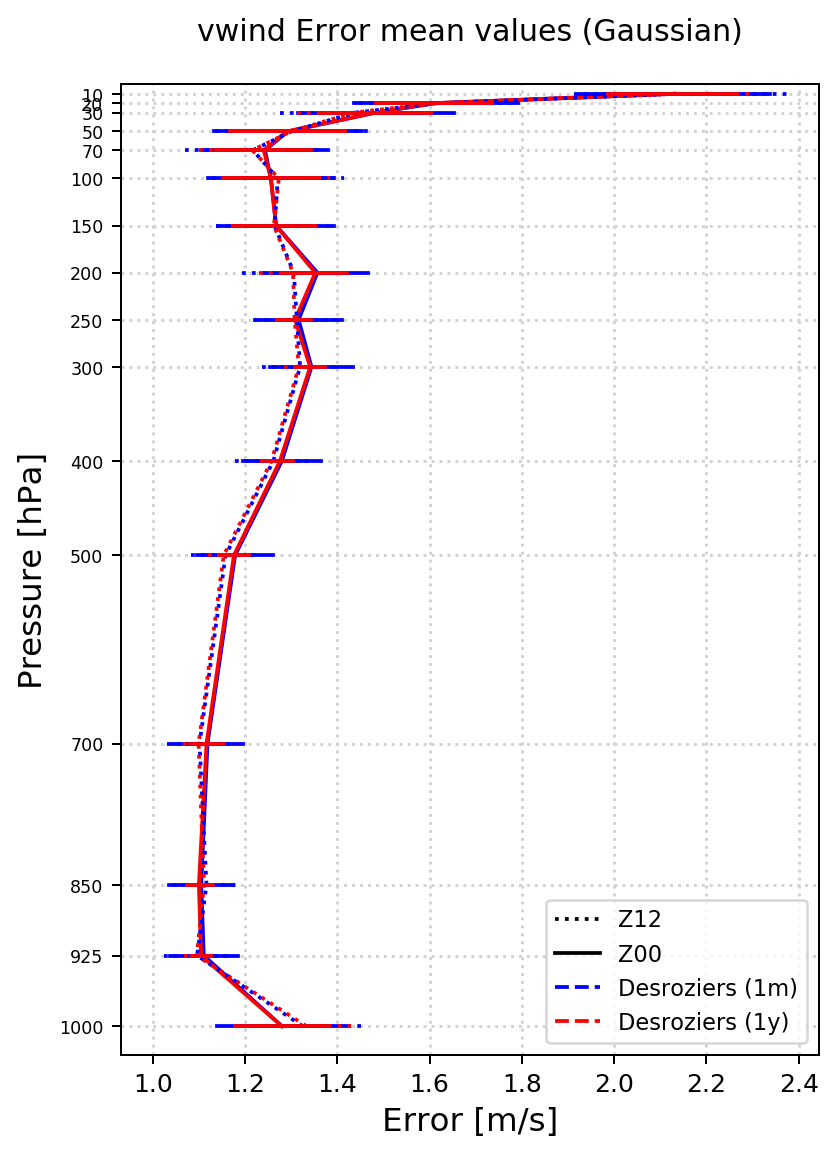 vwind Error mean values (Gaussian)
Pressure [hPa]
10
20
30
50
70
100
150
200
250
300
400
500
700
850
925
1000
Z12
Z00
Desroziers (1m)
Desroziers (1y)
1.0 1.2 1.4 1.6 1.8 2.0 2.2 2.4
Error [m/s]